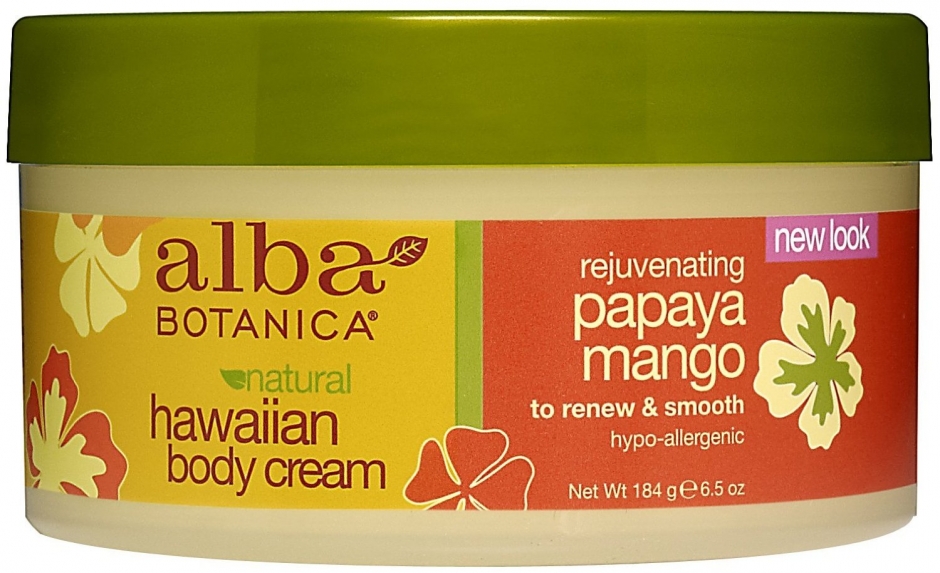 alba
BOTANICA®
natural
hawaiian
body cream
new look
rejuvenating
papaya
mango
to renew & smooth
hypo-allergenic
Net Wt 184 g ℮ 6.5 oz